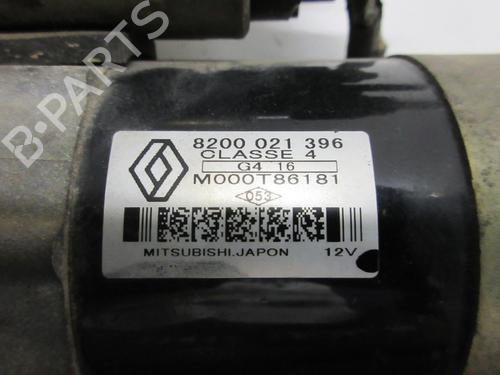 B-PARTS
8200 021 396
CLASSE 4
G4 16
M000T86181
053
MITSUBISHI.JAPON 12V